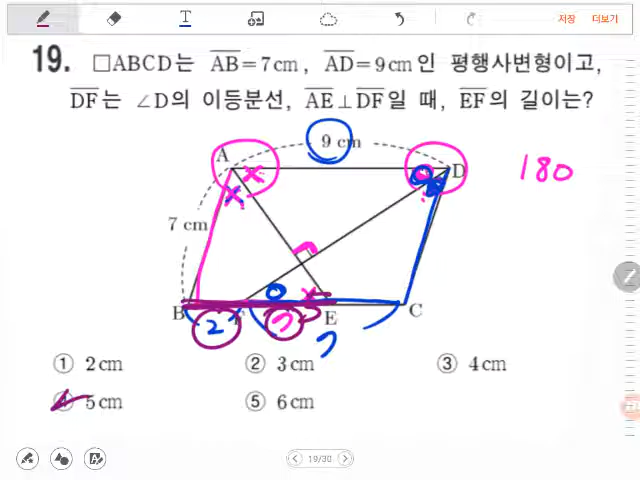 저장 더보기
19. □ABCD는 AB=7cm, AD=9cm인 평행사변형이고,
DF는 ∠D의 이등분선, AE⊥DF일 때, EF의 길이는?
9 cm
A
D
180
7 cm
B
E
C
2
7
① 2cm ② 3cm ③ 4cm
5cm ⑤ 6cm
19/30